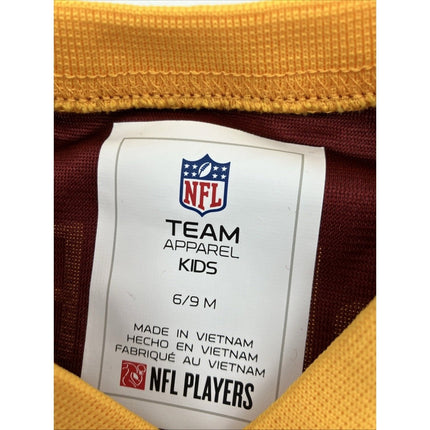 NFL
TEAM
APPAREL
KIDS
6/9 M
MADE IN VIETNAM
HECHO EN VIETNAM
FABRIQUÉ AU VIETNAM
NFL PLAYERS